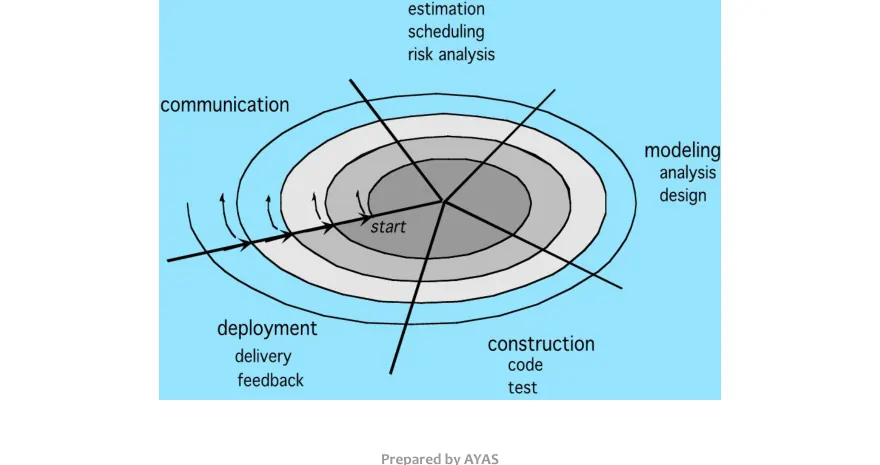 estimation
scheduling
risk analysis
communication
modeling
analysis
design
start
deployment
delivery
feedback
construction
code
test
Prepared by AYAS